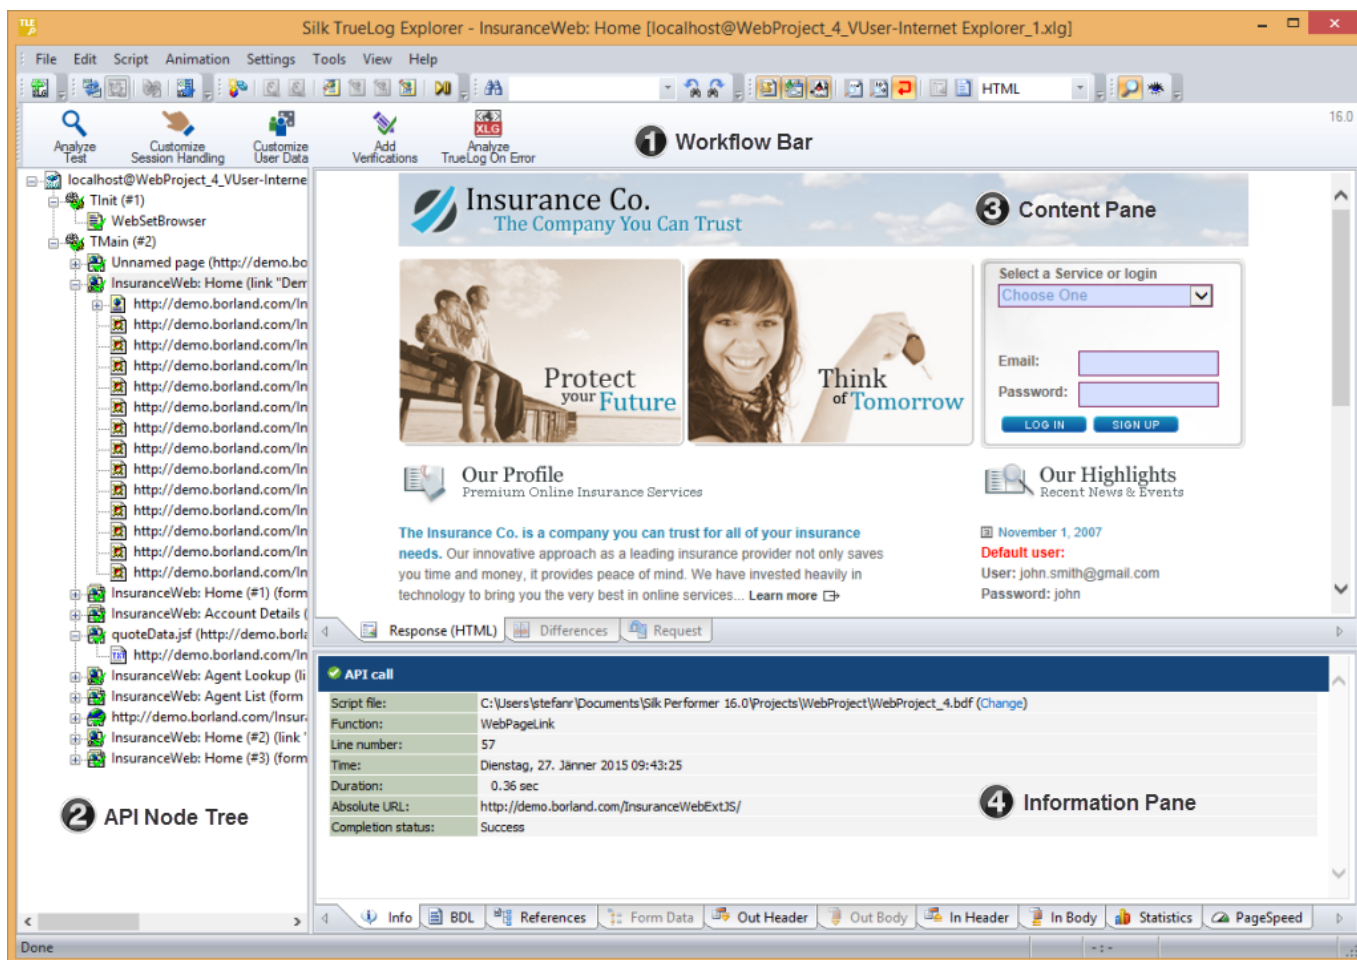 Silk TrueLog Explorer - InsuranceWeb: Home [localhost@WebProject_4_VUser-Internet Explorer_1.xlg]
File Edit Script Animation Settings Tools View Help
HTML
16.0
Analyze Test
Customize Session Handling
Customize User Data
Add Verifications
XLG
Analyze TrueLog On Error
1 Workflow Bar
localhost@WebProject_4_VUser-Interne
TInit (#1)
WebSetBrowser
TMain (#2)
Unnamed page (http://demo.bo
InsuranceWeb: Home (link "Dem
http://demo.borland.com/In
http://demo.borland.com/In
http://demo.borland.com/In
http://demo.borland.com/In
http://demo.borland.com/In
http://demo.borland.com/In
http://demo.borland.com/In
http://demo.borland.com/In
http://demo.borland.com/In
http://demo.borland.com/In
http://demo.borland.com/In
http://demo.borland.com/In
http://demo.borland.com/In
http://demo.borland.com/In
InsuranceWeb: Home (#1) (form
InsuranceWeb: Account Details (
quoteData.jsf (http://demo.borla
TXT http://demo.borland.com/In
InsuranceWeb: Agent Lookup (li
InsuranceWeb: Agent List (form
http://demo.borland.com/Insur
InsuranceWeb: Home (#2) (link '
InsuranceWeb: Home (#3) (form
2 API Node Tree
Insurance Co.
The Company You Can Trust
3 Content Pane
Protect
your Future
Think
of Tomorrow
Select a Service or login
Choose One
Email:
Password:
LOG IN SIGN UP
Our Profile
Premium Online Insurance Services
The Insurance Co. is a company you can trust for all of your insurance
needs. Our innovative approach as a leading insurance provider not only saves
you time and money, it provides peace of mind. We have invested heavily in
technology to bring you the very best in online services... Learn more
Our Highlights
Recent News & Events
November 1, 2007
Default user:
User: john.smith@gmail.com
Password: john
Response (HTML) Differences Request
API call
Script file: C:\Users\stefanr\Documents\Silk Performer 16.0\Projects\WebProject\WebProject_4.bdf (Change)
Function: WebPageLink
Line number: 57
Time: Dienstag, 27. Jänner 2015 09:43:25
Duration: 0.36 sec
Absolute URL: http://demo.borland.com/InsuranceWebExtJS/
Completion status: Success
4 Information Pane
Info BDL References Form Data Out Header Out Body In Header In Body Statistics PageSpeed
Done
- : -